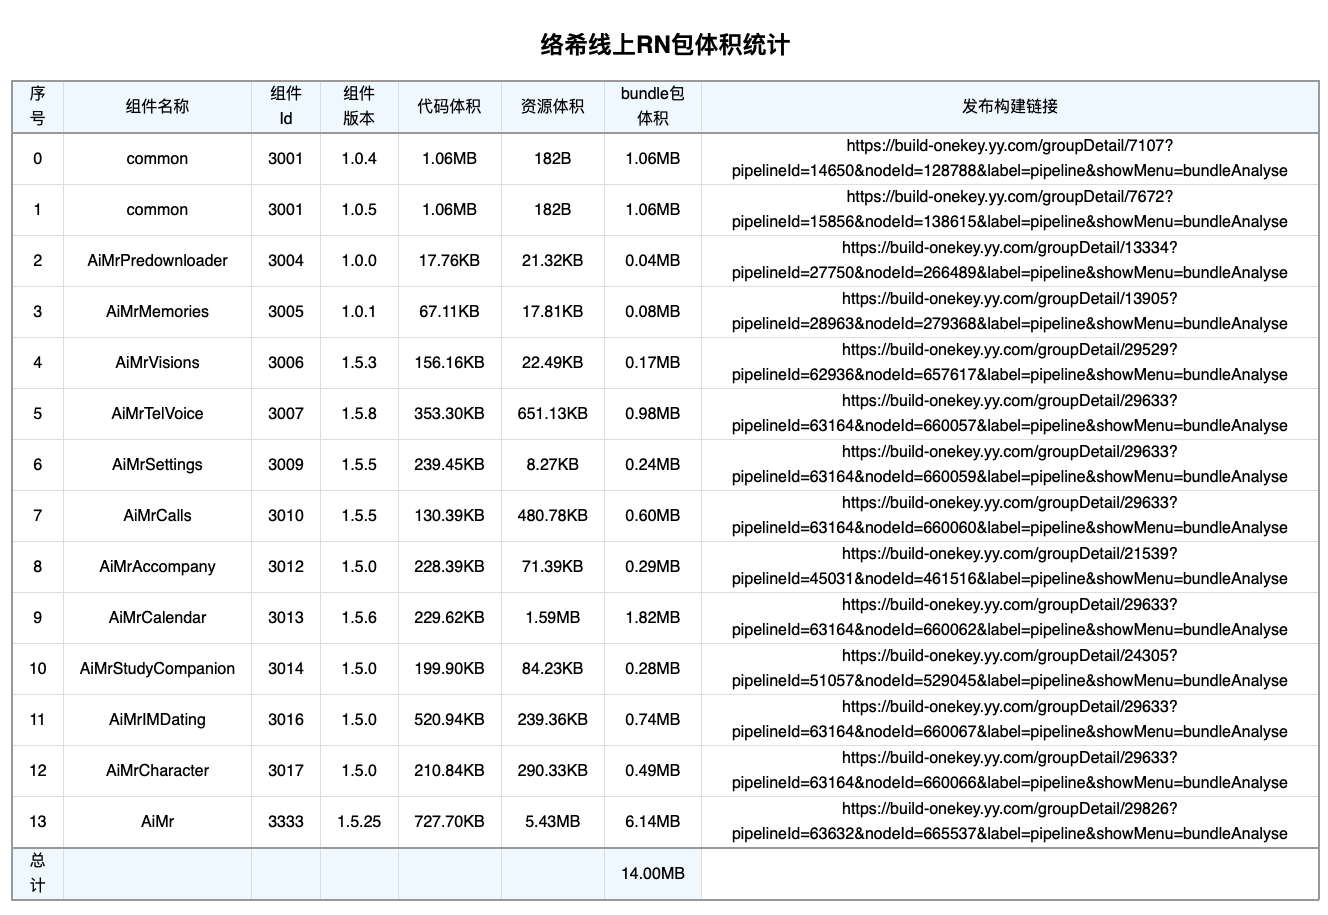 络希线上RN包体积统计
序号 组件名称 组件Id 组件版本 代码体积 资源体积 bundle包体积 发布构建链接
0 common 3001 1.0.4 1.06MB 182B 1.06MB https://build-onekey.yy.com/groupDetail/7107?pipelineId=14650&nodeId=128788&label=pipeline&showMenu=bundleAnalyse
1 common 3001 1.0.5 1.06MB 182B 1.06MB https://build-onekey.yy.com/groupDetail/7672?pipelineId=15856&nodeId=138615&label=pipeline&showMenu=bundleAnalyse
2 AiMrPredownloader 3004 1.0.0 17.76KB 21.32KB 0.04MB https://build-onekey.yy.com/groupDetail/13334?pipelineId=27750&nodeId=266489&label=pipeline&showMenu=bundleAnalyse
3 AiMrMemories 3005 1.0.1 67.11KB 17.81KB 0.08MB https://build-onekey.yy.com/groupDetail/13905?pipelineId=28963&nodeId=279368&label=pipeline&showMenu=bundleAnalyse
4 AiMrVisions 3006 1.5.3 156.16KB 22.49KB 0.17MB https://build-onekey.yy.com/groupDetail/29529?pipelineId=62936&nodeId=657617&label=pipeline&showMenu=bundleAnalyse
5 AiMrTelVoice 3007 1.5.8 353.30KB 651.13KB 0.98MB https://build-onekey.yy.com/groupDetail/29633?pipelineId=63164&nodeId=660057&label=pipeline&showMenu=bundleAnalyse
6 AiMrSettings 3009 1.5.5 239.45KB 8.27KB 0.24MB https://build-onekey.yy.com/groupDetail/29633?pipelineId=63164&nodeId=660059&label=pipeline&showMenu=bundleAnalyse
7 AiMrCalls 3010 1.5.5 130.39KB 480.78KB 0.60MB https://build-onekey.yy.com/groupDetail/29633?pipelineId=63164&nodeId=660060&label=pipeline&showMenu=bundleAnalyse
8 AiMrAccompany 3012 1.5.0 228.39KB 71.39KB 0.29MB https://build-onekey.yy.com/groupDetail/21539?pipelineId=45031&nodeId=461516&label=pipeline&showMenu=bundleAnalyse
9 AiMrCalendar 3013 1.5.6 229.62KB 1.59MB 1.82MB https://build-onekey.yy.com/groupDetail/29633?pipelineId=63164&nodeId=660062&label=pipeline&showMenu=bundleAnalyse
10 AiMrStudyCompanion 3014 1.5.0 199.90KB 84.23KB 0.28MB https://build-onekey.yy.com/groupDetail/24305?pipelineId=51057&nodeId=529045&label=pipeline&showMenu=bundleAnalyse
11 AiMrIMDating 3016 1.5.0 520.94KB 239.36KB 0.74MB https://build-onekey.yy.com/groupDetail/29633?pipelineId=63164&nodeId=660067&label=pipeline&showMenu=bundleAnalyse
12 AiMrCharacter 3017 1.5.0 210.84KB 290.33KB 0.49MB https://build-onekey.yy.com/groupDetail/29633?pipelineId=63164&nodeId=660066&label=pipeline&showMenu=bundleAnalyse
13 AiMr 3333 1.5.25 727.70KB 5.43MB 6.14MB https://build-onekey.yy.com/groupDetail/29826?pipelineId=63632&nodeId=665537&label=pipeline&showMenu=bundleAnalyse
总计 14.00MB